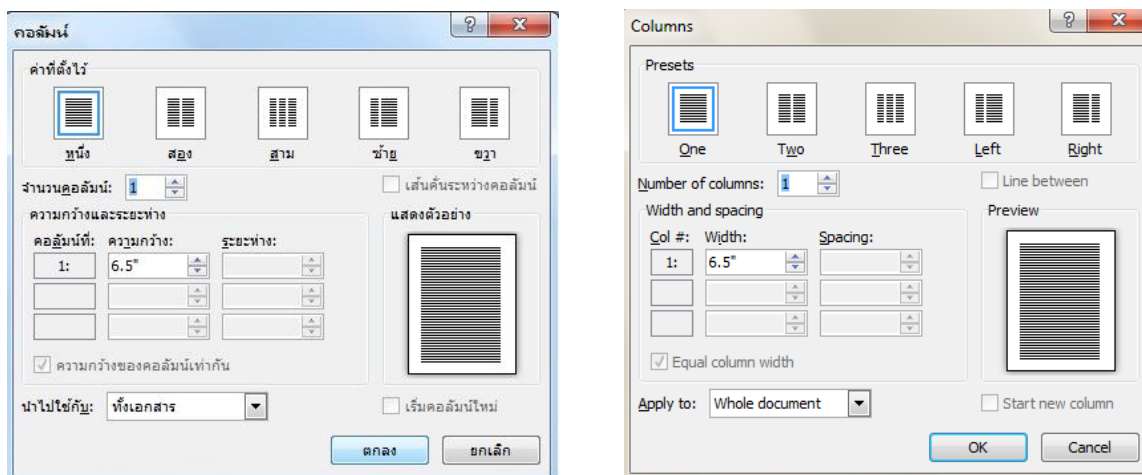 คอลัมน์
ค่าที่ตั้งไว้
หนึ่ง สอง สาม ซ้าย ขวา
จำนวนคอลัมน์: 1 เส้นคั่นระหว่างคอลัมน์
ความกว้างและระยะห่าง แสดงตัวอย่าง
คอลัมน์ที่: ความกว้าง: ระยะห่าง:
1: 6.5"
ความกว้างของคอลัมน์เท่ากัน
นำไปใช้กับ: ทั้งเอกสาร เริ่มคอลัมน์ใหม่
ตกลง ยกเลิก
Columns
Presets
One Two Three Left Right
Number of columns: 1 Line between
Width and spacing Preview
Col #: Width: Spacing:
1: 6.5"
Equal column width
Apply to: Whole document Start new column
OK Cancel